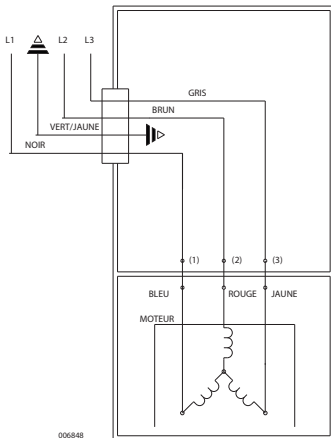 L1 L2 L3
GRIS
BRUN
VERT/JAUNE
NOIR
(1) (2) (3)
BLEU ROUGE JAUNE
MOTEUR
006848